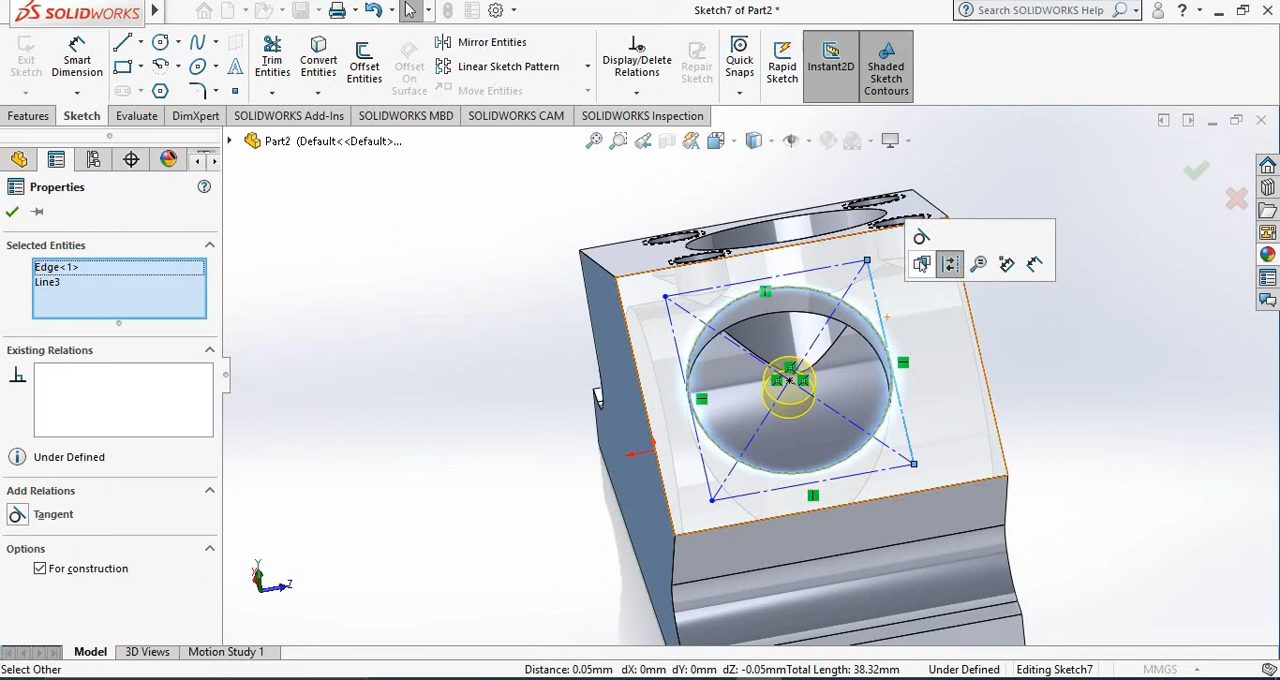 SOLIDWORKS
Sketch7 of Part2 *
Search SOLIDWORKS Help
Exit Sketch
Smart Dimension
Trim Entities
Convert Entities
Offset Entities
Offset On Surface
Mirror Entities
Linear Sketch Pattern
Move Entities
Display/Delete Relations
Repair Sketch
Quick Snaps
Rapid Sketch
Instant2D
Shaded Sketch Contours
Features
Sketch
Evaluate
DimXpert
SOLIDWORKS Add-Ins
SOLIDWORKS MBD
SOLIDWORKS CAM
SOLIDWORKS Inspection
Part2 (Default<<Default>...
Properties
Selected Entities
Edge<1>
Line3
Existing Relations
Under Defined
Add Relations
Tangent
Options
For construction
Y
Z
Model
3D Views
Motion Study 1
Select Other
Distance: 0.05mm dX: 0mm dY: 0mm dZ: -0.05mmTotal Length: 38.32mm
Under Defined
Editing Sketch7
MMGS